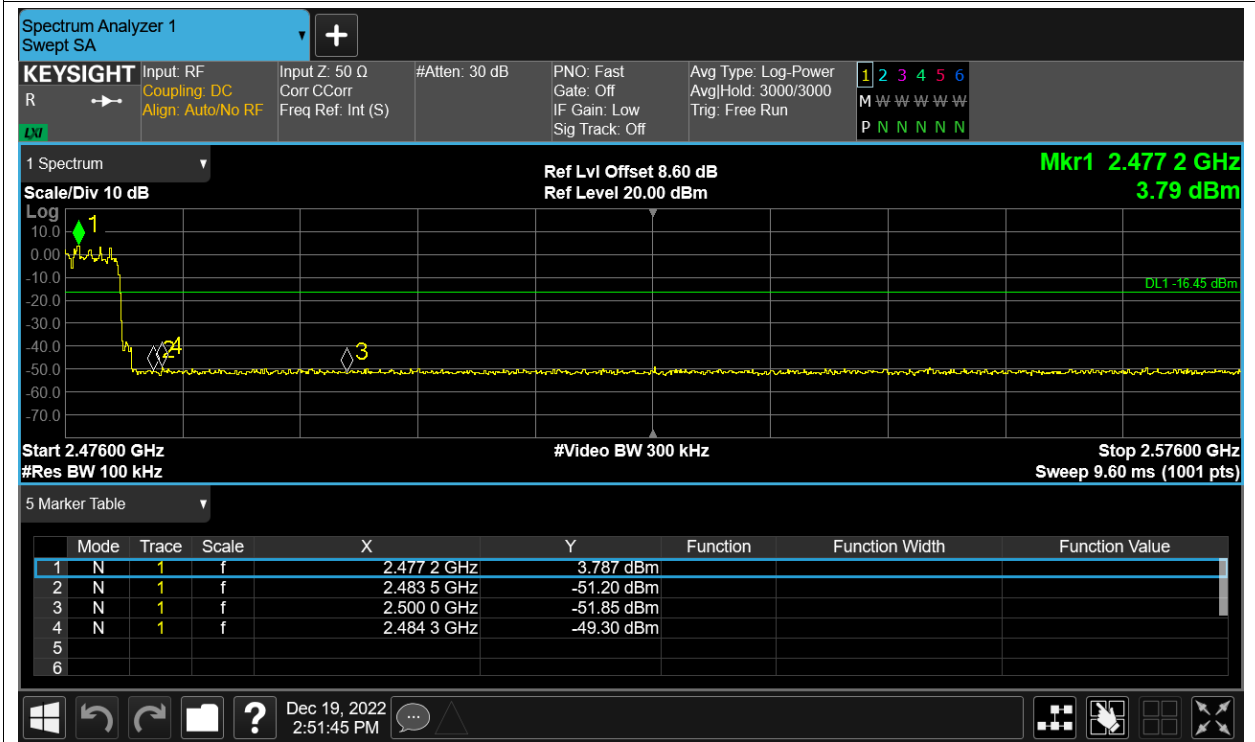 Spectrum Analyzer 1
Swept SA
+
KEYSIGHT
R
LXI
Input: RF
Coupling: DC
Align: Auto/No RF
Input Z: 50 Ω
Corr CCorr
Freq Ref: Int (S)
#Atten: 30 dB
PNO: Fast
Gate: Off
IF Gain: Low
Sig Track: Off
Avg Type: Log-Power
Avg|Hold: 3000/3000
Trig: Free Run
1 2 3 4 5 6
M W W W W W
P N N N N N
1 Spectrum
Scale/Div 10 dB
Ref Lvl Offset 8.60 dB
Ref Level 20.00 dBm
Mkr1 2.477 2 GHz
3.79 dBm
Log
10.0
0.00
-10.0
-20.0
-30.0
-40.0
-50.0
-60.0
-70.0
1
2
4
3
DL1 -16.45 dBm
Start 2.47600 GHz
#Video BW 300 kHz
Stop 2.57600 GHz
#Res BW 100 kHz
Sweep 9.60 ms (1001 pts)
5 Marker Table
Mode Trace Scale X Y Function Function Width Function Value
1 N 1 f 2.477 2 GHz 3.787 dBm
2 N 1 f 2.483 5 GHz -51.20 dBm
3 N 1 f 2.500 0 GHz -51.85 dBm
4 N 1 f 2.484 3 GHz -49.30 dBm
5
6
?
Dec 19, 2022
2:51:45 PM